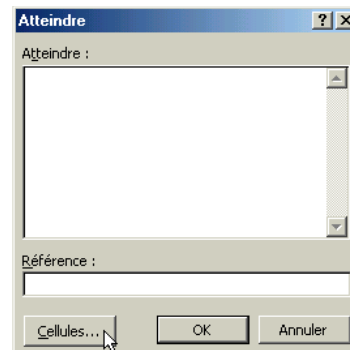 Atteindre
Atteindre :
Référence :
Cellules...
OK
Annuler